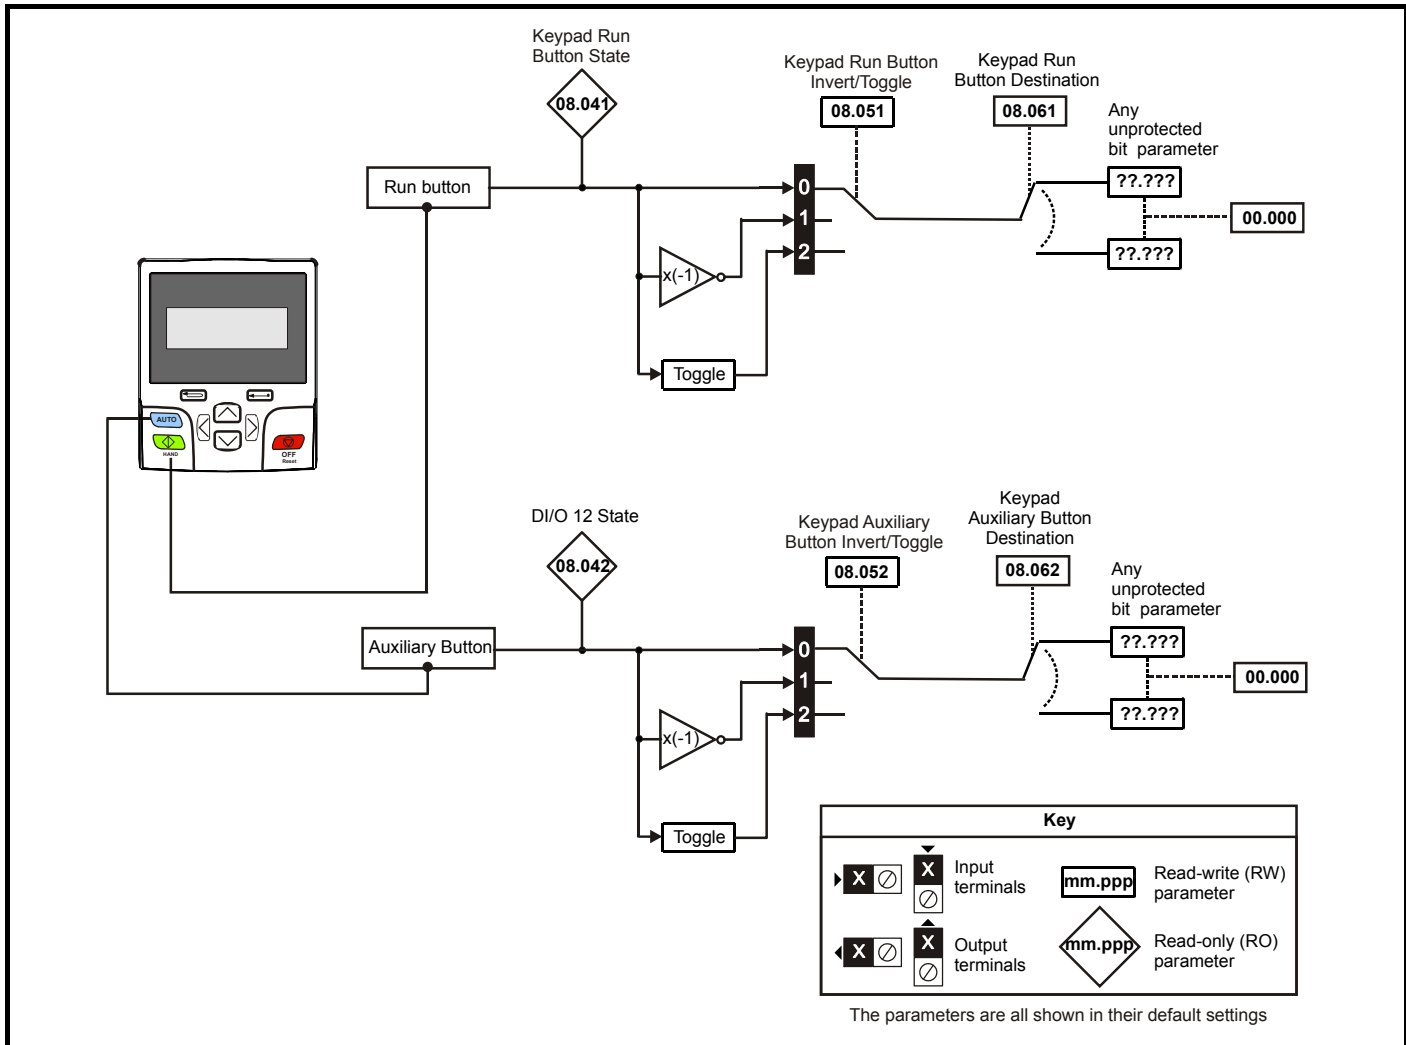 Keypad Run
Button State
08.041
Keypad Run Button
Invert/Toggle
08.051
Keypad Run
Button Destination
08.061
Any
unprotected
bit parameter
??.???
??.???
00.000
Run button
0
1
2
x(-1)
Toggle
AUTO
HAND
OFF
Reset
DI/O 12 State
08.042
Keypad Auxiliary
Button Invert/Toggle
08.052
Keypad
Auxiliary Button
Destination
08.062
Any
unprotected
bit parameter
??.???
??.???
00.000
Auxiliary Button
0
1
2
x(-1)
Toggle
Key
X
X
Input
terminals
mm.ppp
Read-write (RW)
parameter
X
X
Output
terminals
mm.ppp
Read-only (RO)
parameter
The parameters are all shown in their default settings